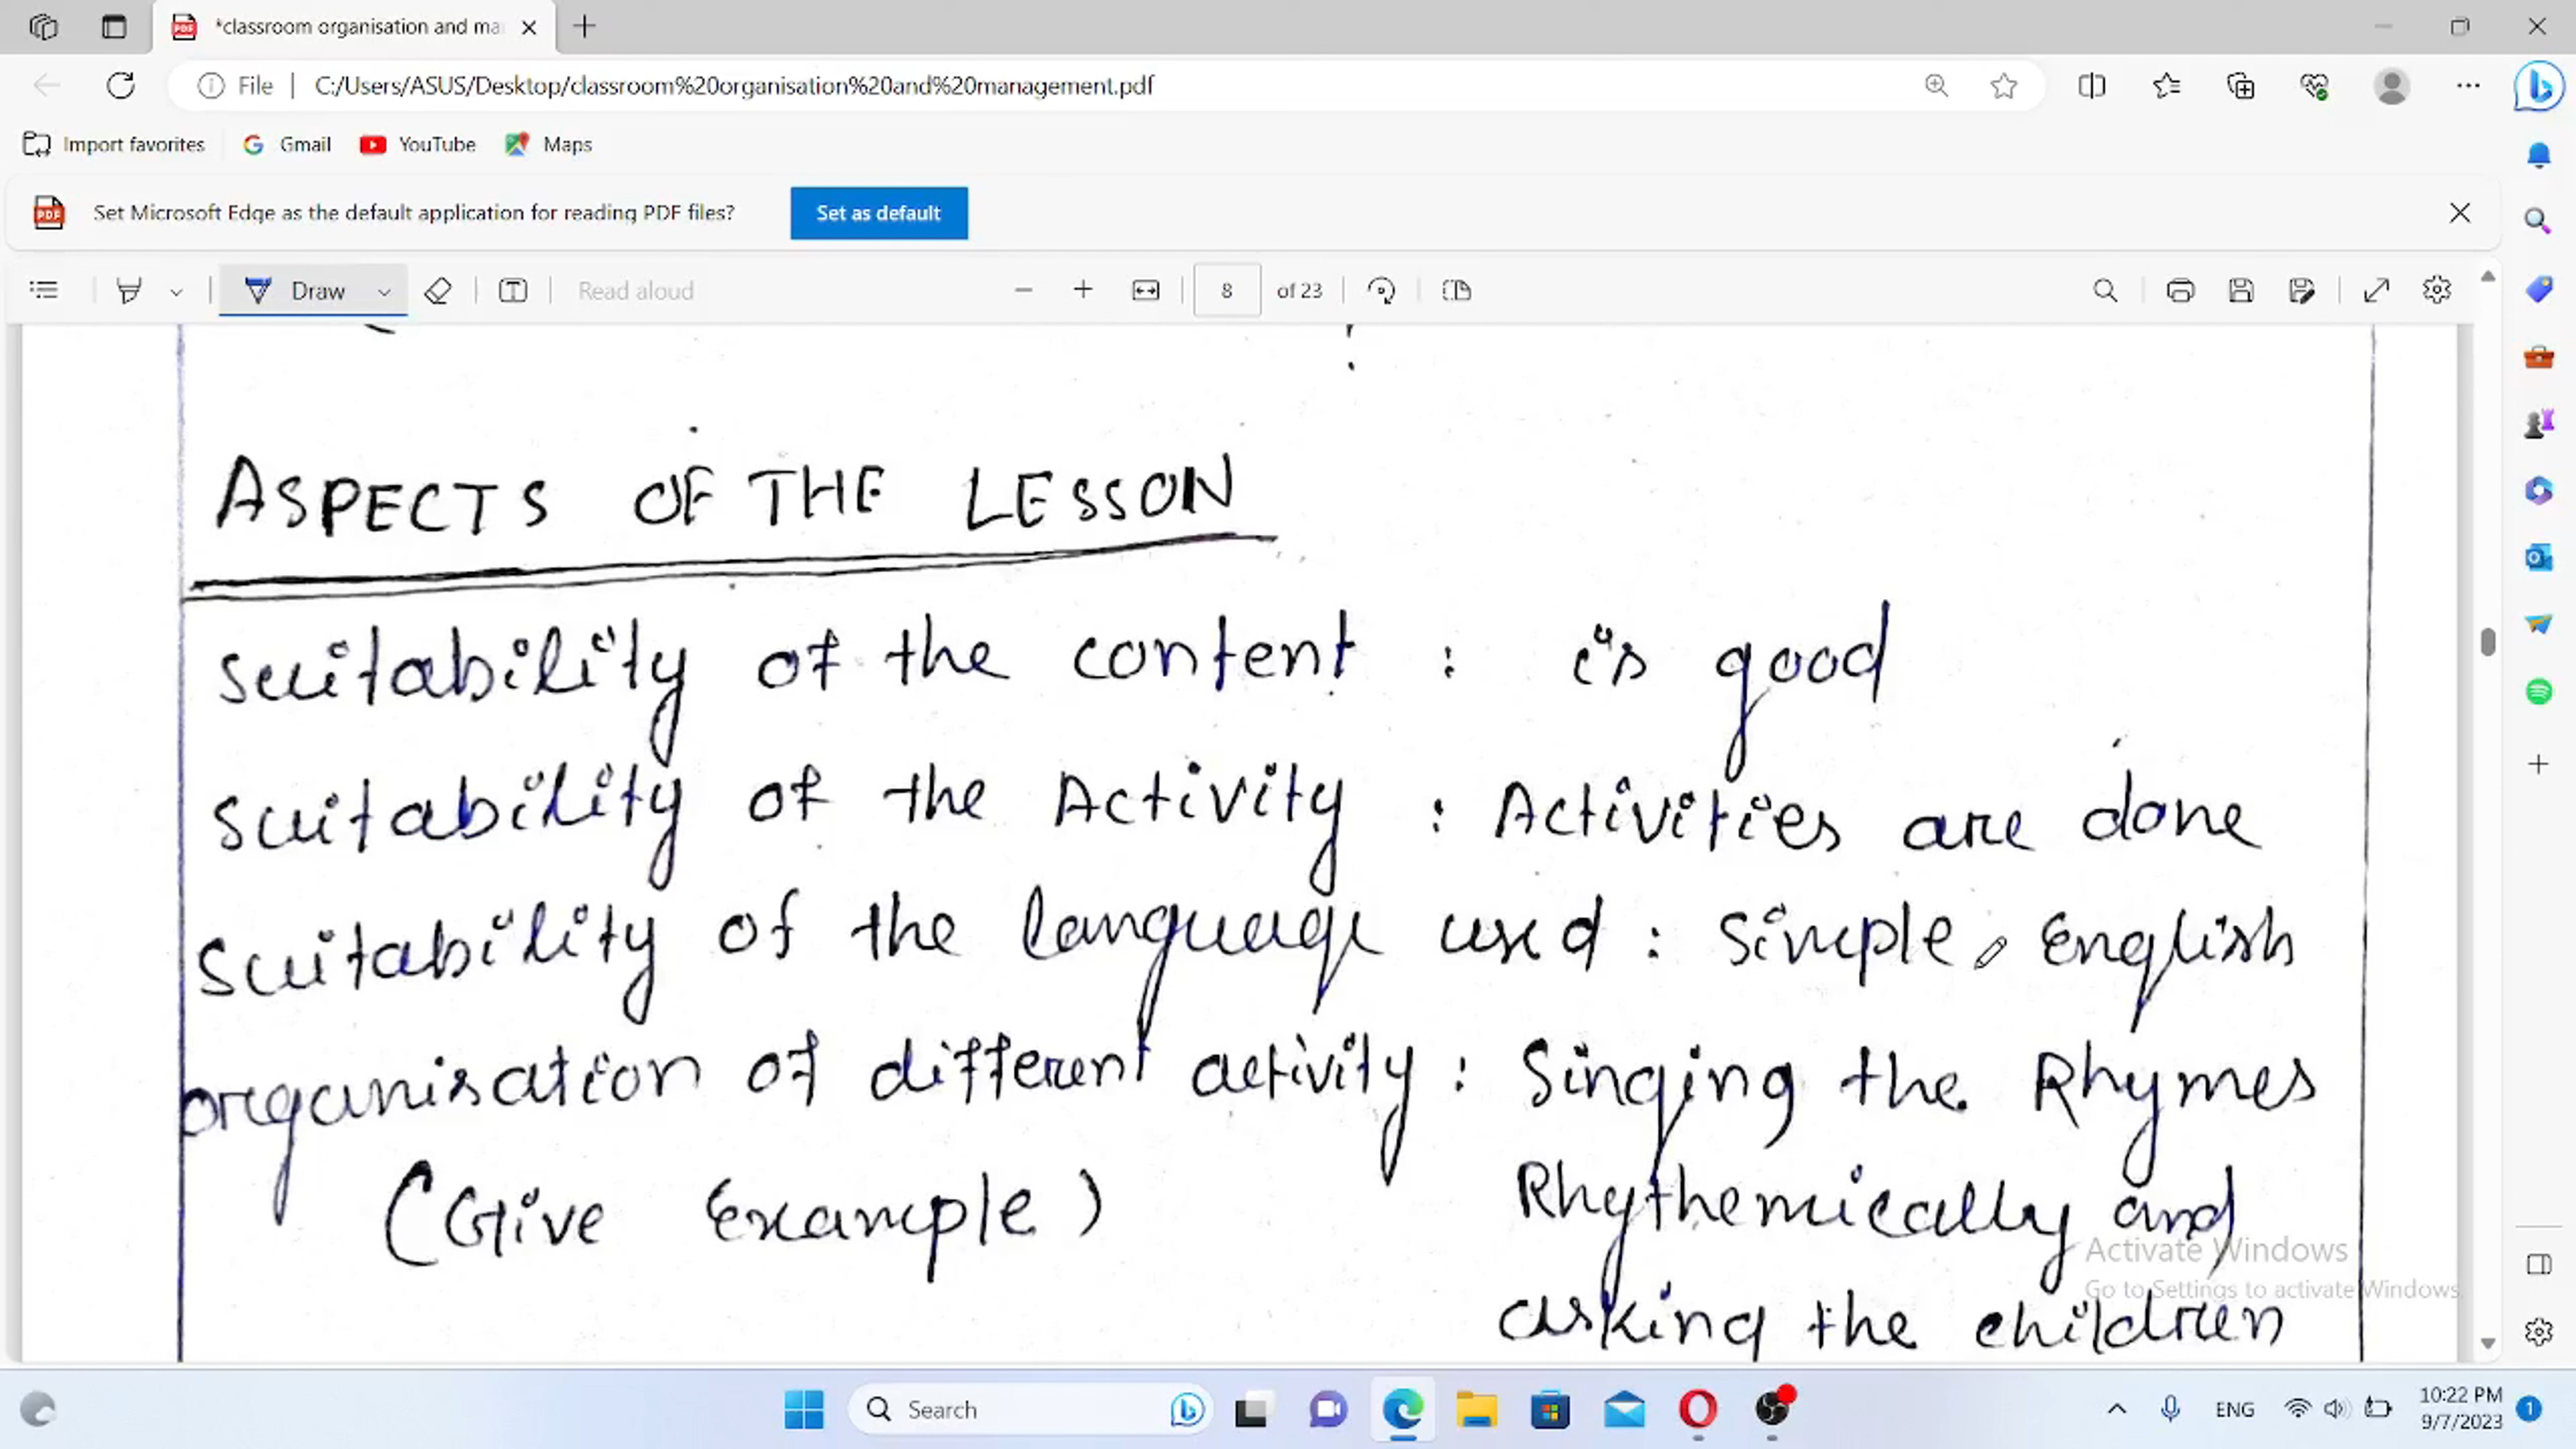 *classroom organisation and ma
File
C:/Users/ASUS/Desktop/classroom%20organisation%20and%20management.pdf
Import favorites Gmail YouTube Maps
PDF Set Microsoft Edge as the default application for reading PDF files? Set as default
Draw Read aloud 8 of 23
ASPECTS OF THE LESSON
suitability of the content : is good
suitability of the Activity : Activities are done
suitability of the language used : Simple English
organisation of different activity : Singing the Rhymes
(Give Example) Rhythemically and
asking the children
Activate Windows
Go to Settings to activate Windows.
Search
ENG
10:22 PM
9/7/2023
1